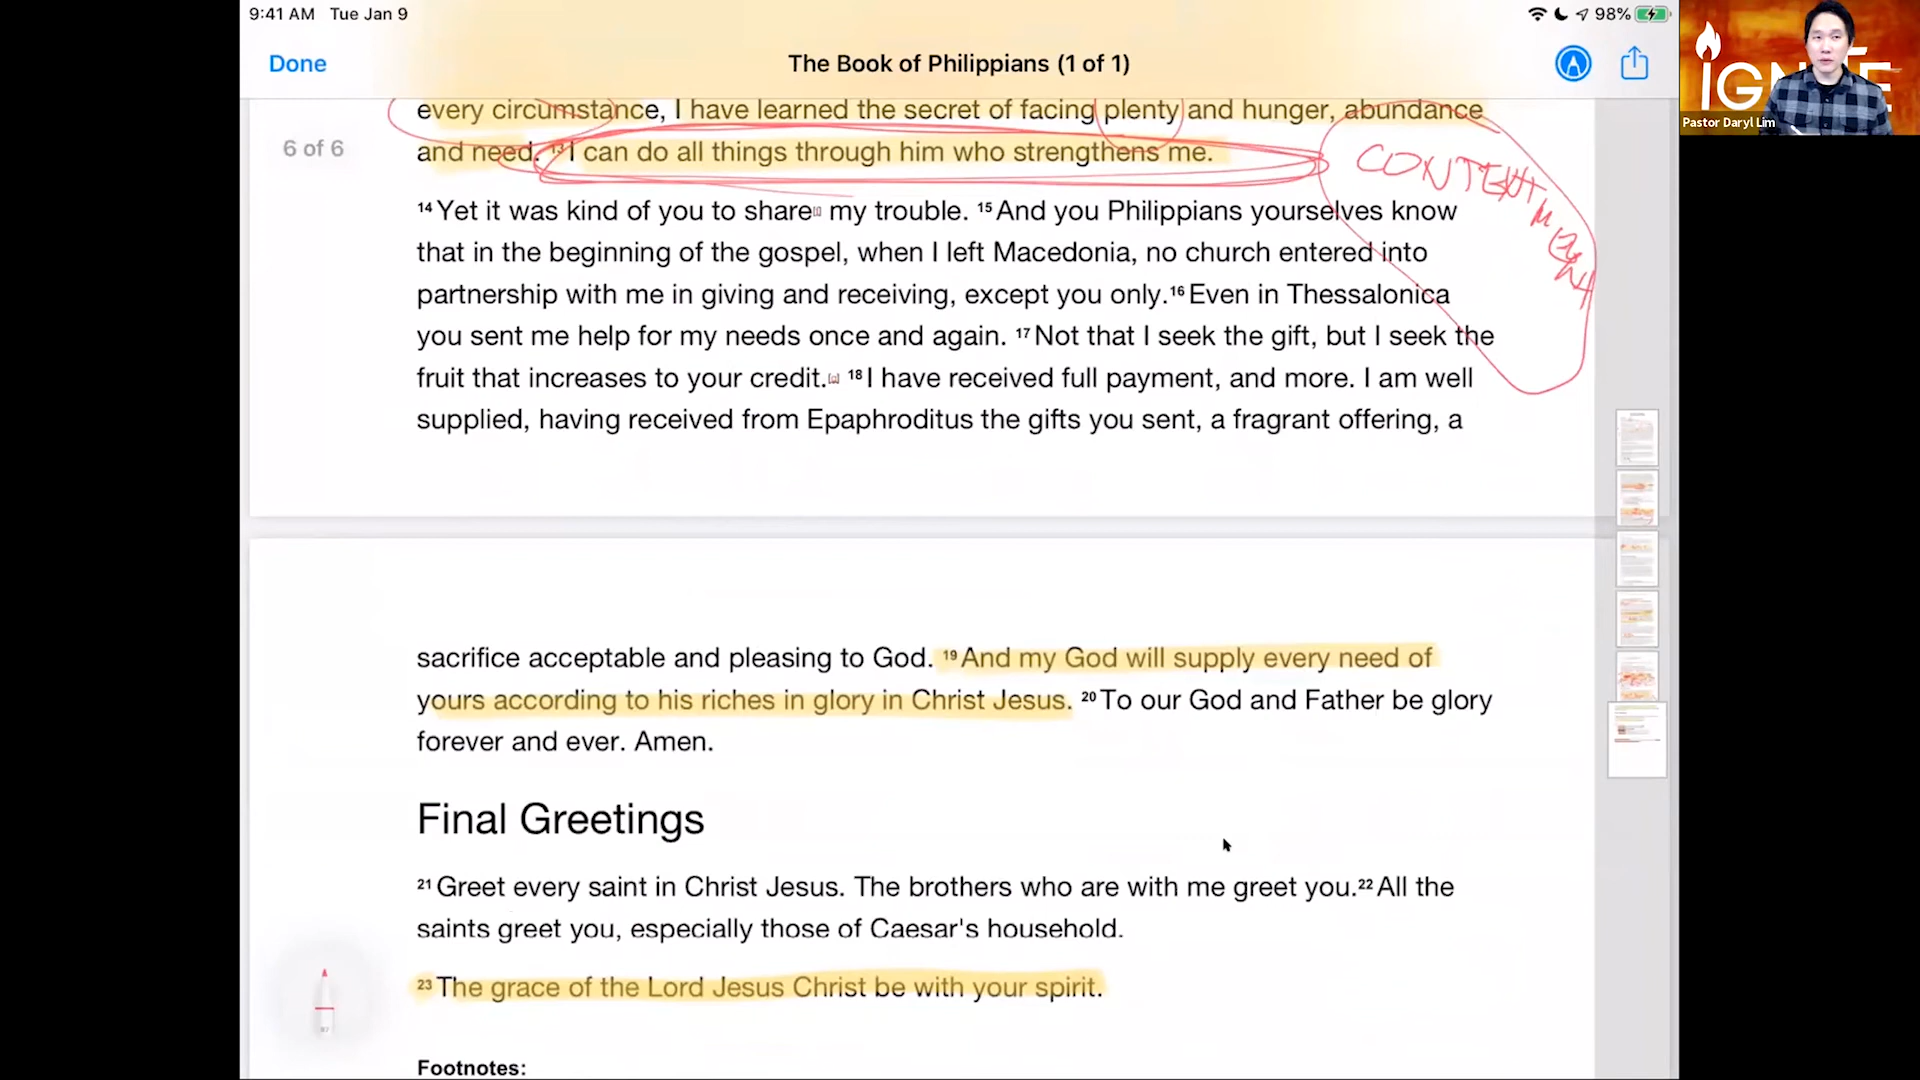 9:41 AM Tue Jan 9
98%
Done
The Book of Philippians (1 of 1)
IGNITE
Pastor Daryl Lim
6 of 6
every circumstance, I have learned the secret of facing plenty and hunger, abundance
and need. 13 I can do all things through him who strengthens me.
CONTENTMENT
14 Yet it was kind of you to share my trouble. 15 And you Philippians yourselves know
that in the beginning of the gospel, when I left Macedonia, no church entered into
partnership with me in giving and receiving, except you only.16 Even in Thessalonica
you sent me help for my needs once and again. 17 Not that I seek the gift, but I seek the
fruit that increases to your credit. 18 I have received full payment, and more. I am well
supplied, having received from Epaphroditus the gifts you sent, a fragrant offering, a
sacrifice acceptable and pleasing to God. 19 And my God will supply every need of
yours according to his riches in glory in Christ Jesus. 20 To our God and Father be glory
forever and ever. Amen.
Final Greetings
21 Greet every saint in Christ Jesus. The brothers who are with me greet you.22 All the
saints greet you, especially those of Caesar's household.
23 The grace of the Lord Jesus Christ be with your spirit.
97
Footnotes: